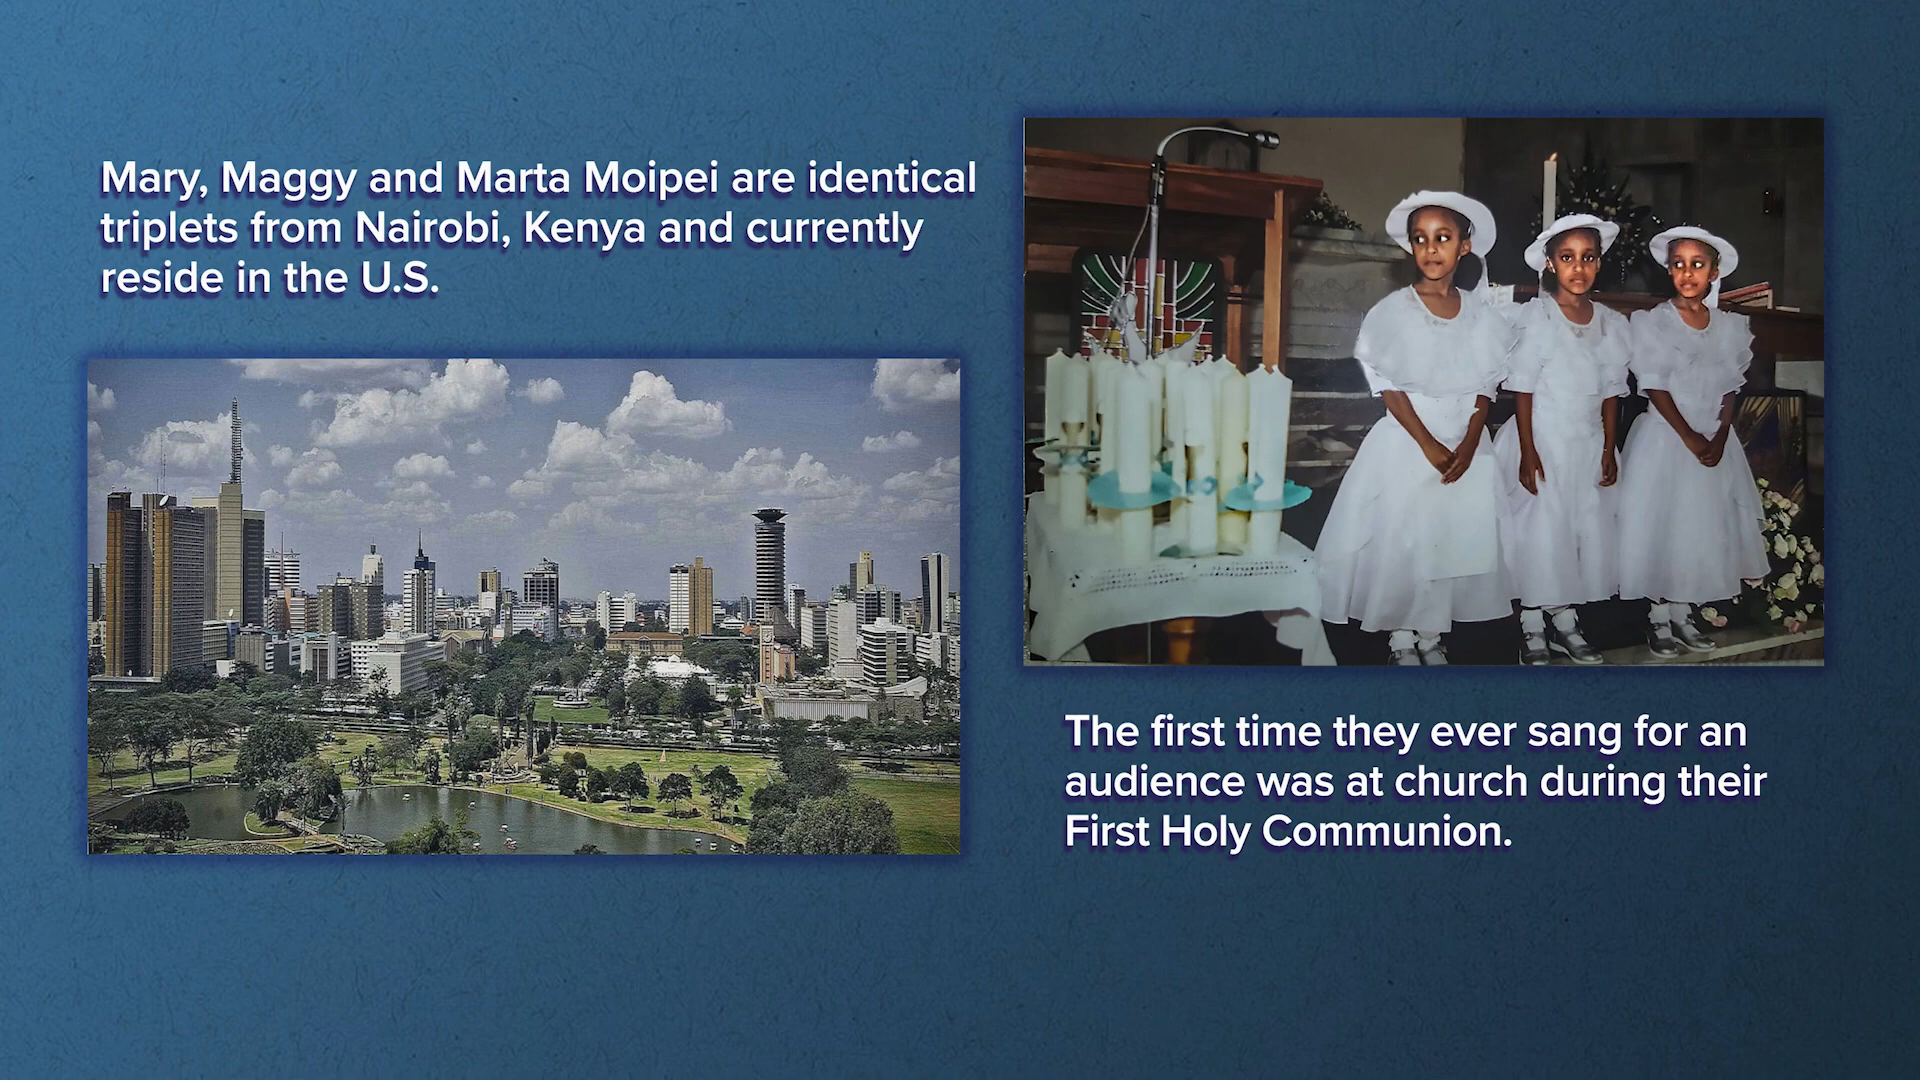 Mary, Maggy and Marta Moipei are identical
triplets from Nairobi, Kenya and currently
reside in the U.S.
The first time they ever sang for an
audience was at church during their
First Holy Communion.